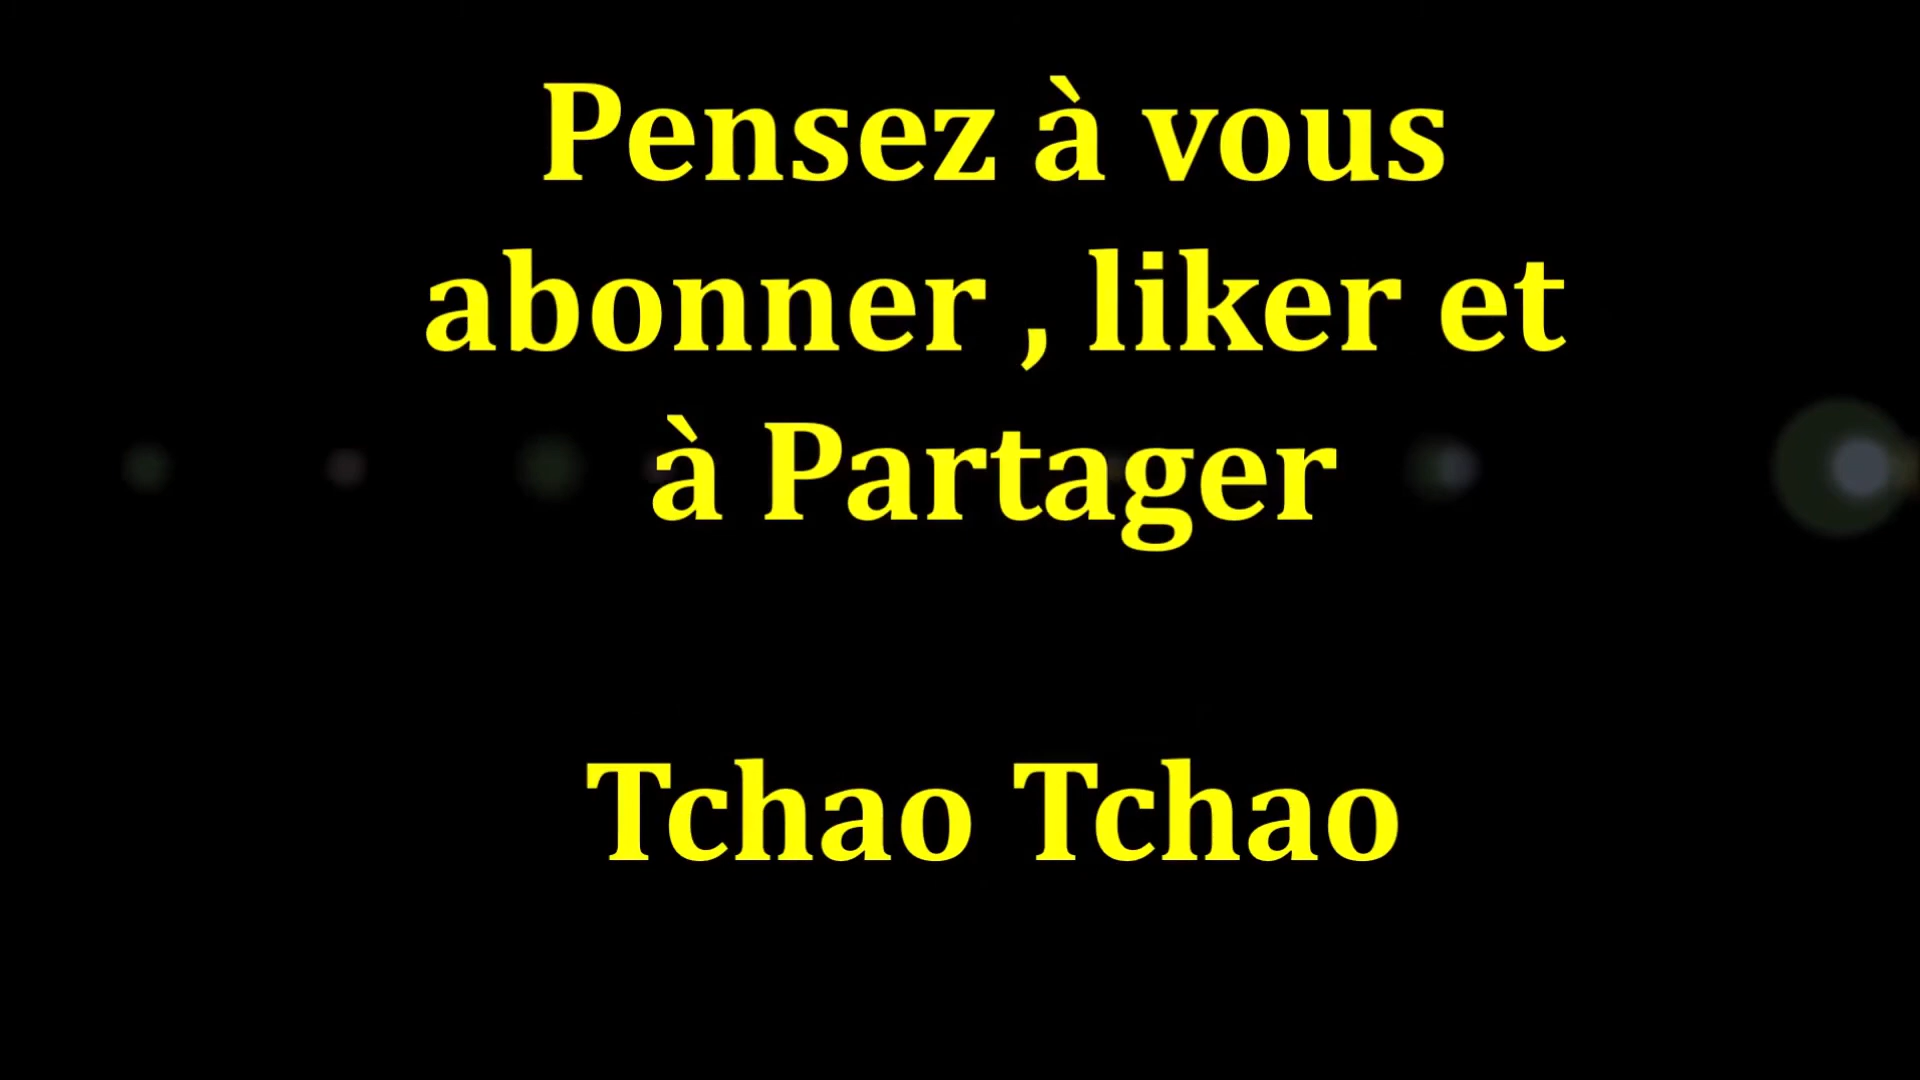 Pensez à vous
abonner , liker et
à Partager
Tchao Tchao